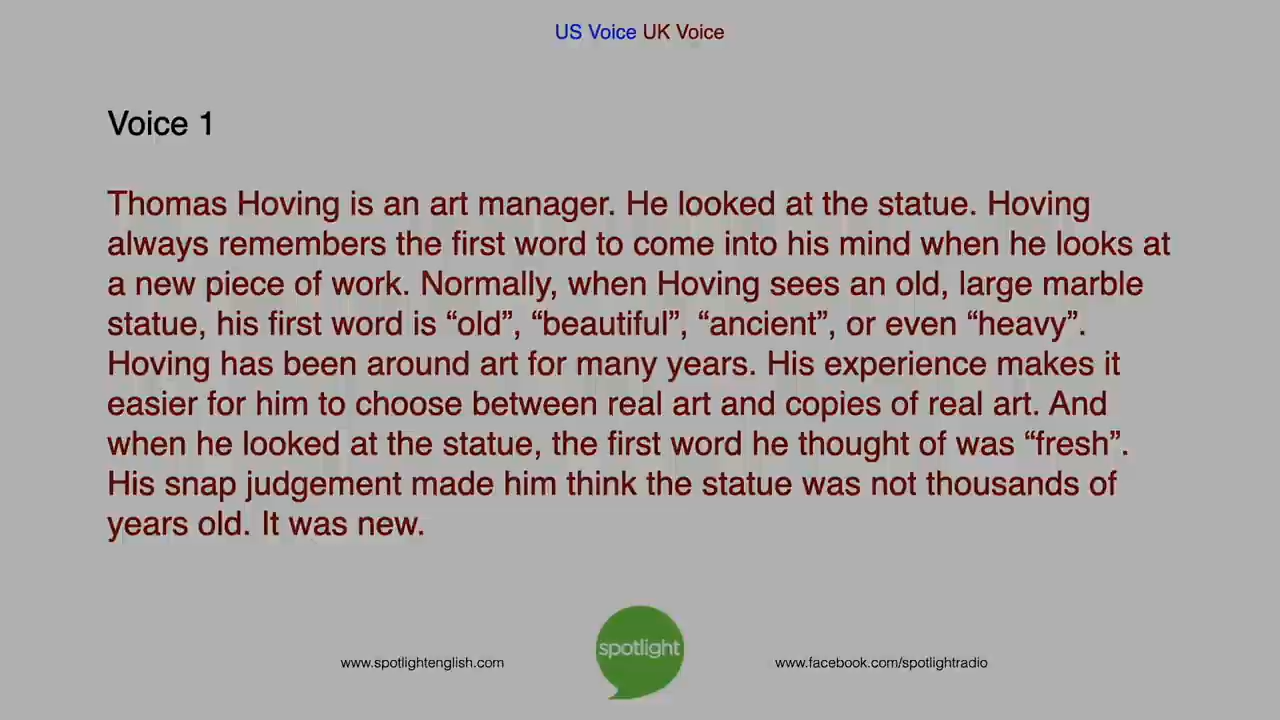 US Voice UK Voice
Voice 1
Thomas Hoving is an art manager. He looked at the statue. Hoving
always remembers the first word to come into his mind when he looks at
a new piece of work. Normally, when Hoving sees an old, large marble
statue, his first word is “old”, “beautiful”, “ancient”, or even “heavy”.
Hoving has been around art for many years. His experience makes it
easier for him to choose between real art and copies of real art. And
when he looked at the statue, the first word he thought of was “fresh”.
His snap judgement made him think the statue was not thousands of
years old. It was new.
spotlight
www.spotlightenglish.com
www.facebook.com/spotlightradio